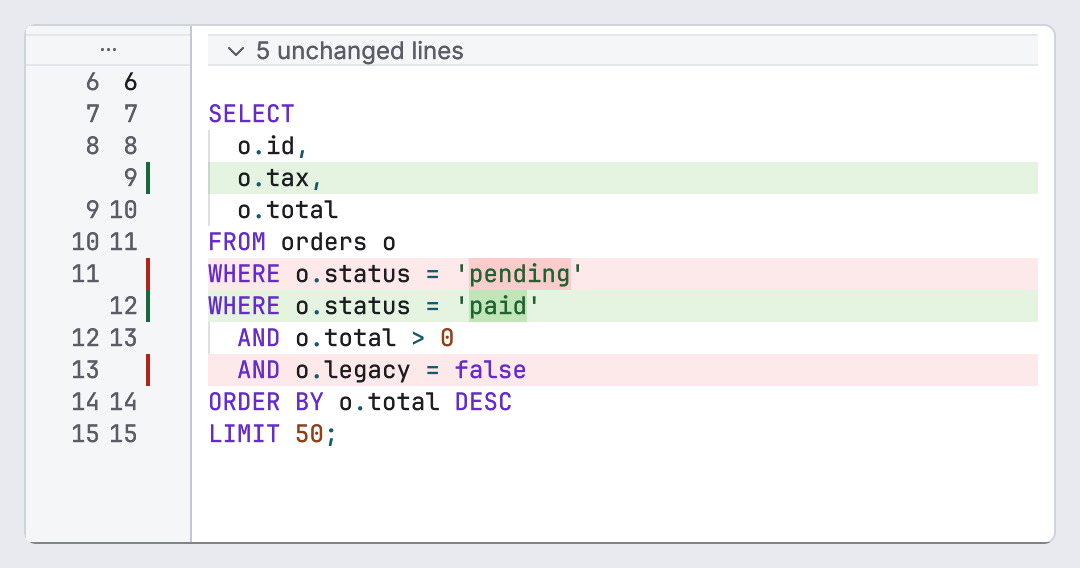 ··· 5 unchanged lines
6 6
7 7 SELECT
8 8   o.id,
9   o.tax,
9 10   o.total
10 11 FROM orders o
11 WHERE o.status = 'pending'
12 WHERE o.status = 'paid'
12 13   AND o.total > 0
13   AND o.legacy = false
14 14 ORDER BY o.total DESC
15 15 LIMIT 50;